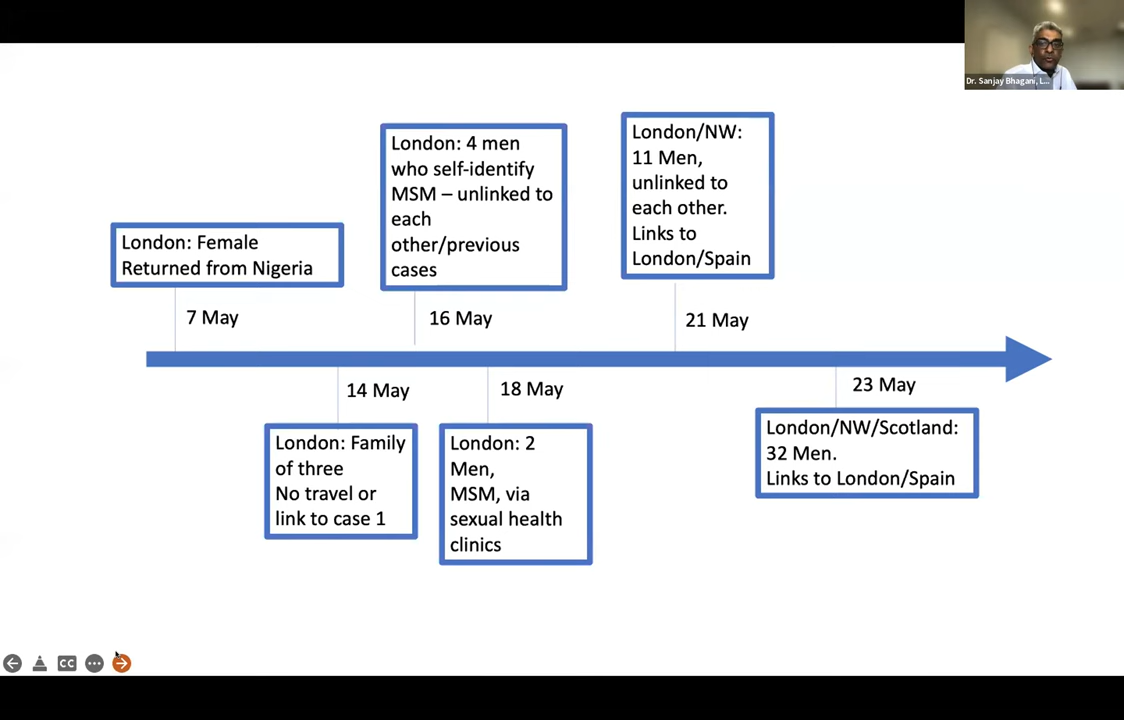 Dr. Sanjay Bhagani, L...
London: Female
Returned from Nigeria
7 May
London: Family
of three
No travel or
link to case 1
14 May
London: 4 men
who self-identify
MSM – unlinked to
each
other/previous
cases
16 May
London: 2
Men,
MSM, via
sexual health
clinics
18 May
London/NW:
11 Men,
unlinked to
each other.
Links to
London/Spain
21 May
London/NW/Scotland:
32 Men.
Links to London/Spain
23 May
CC